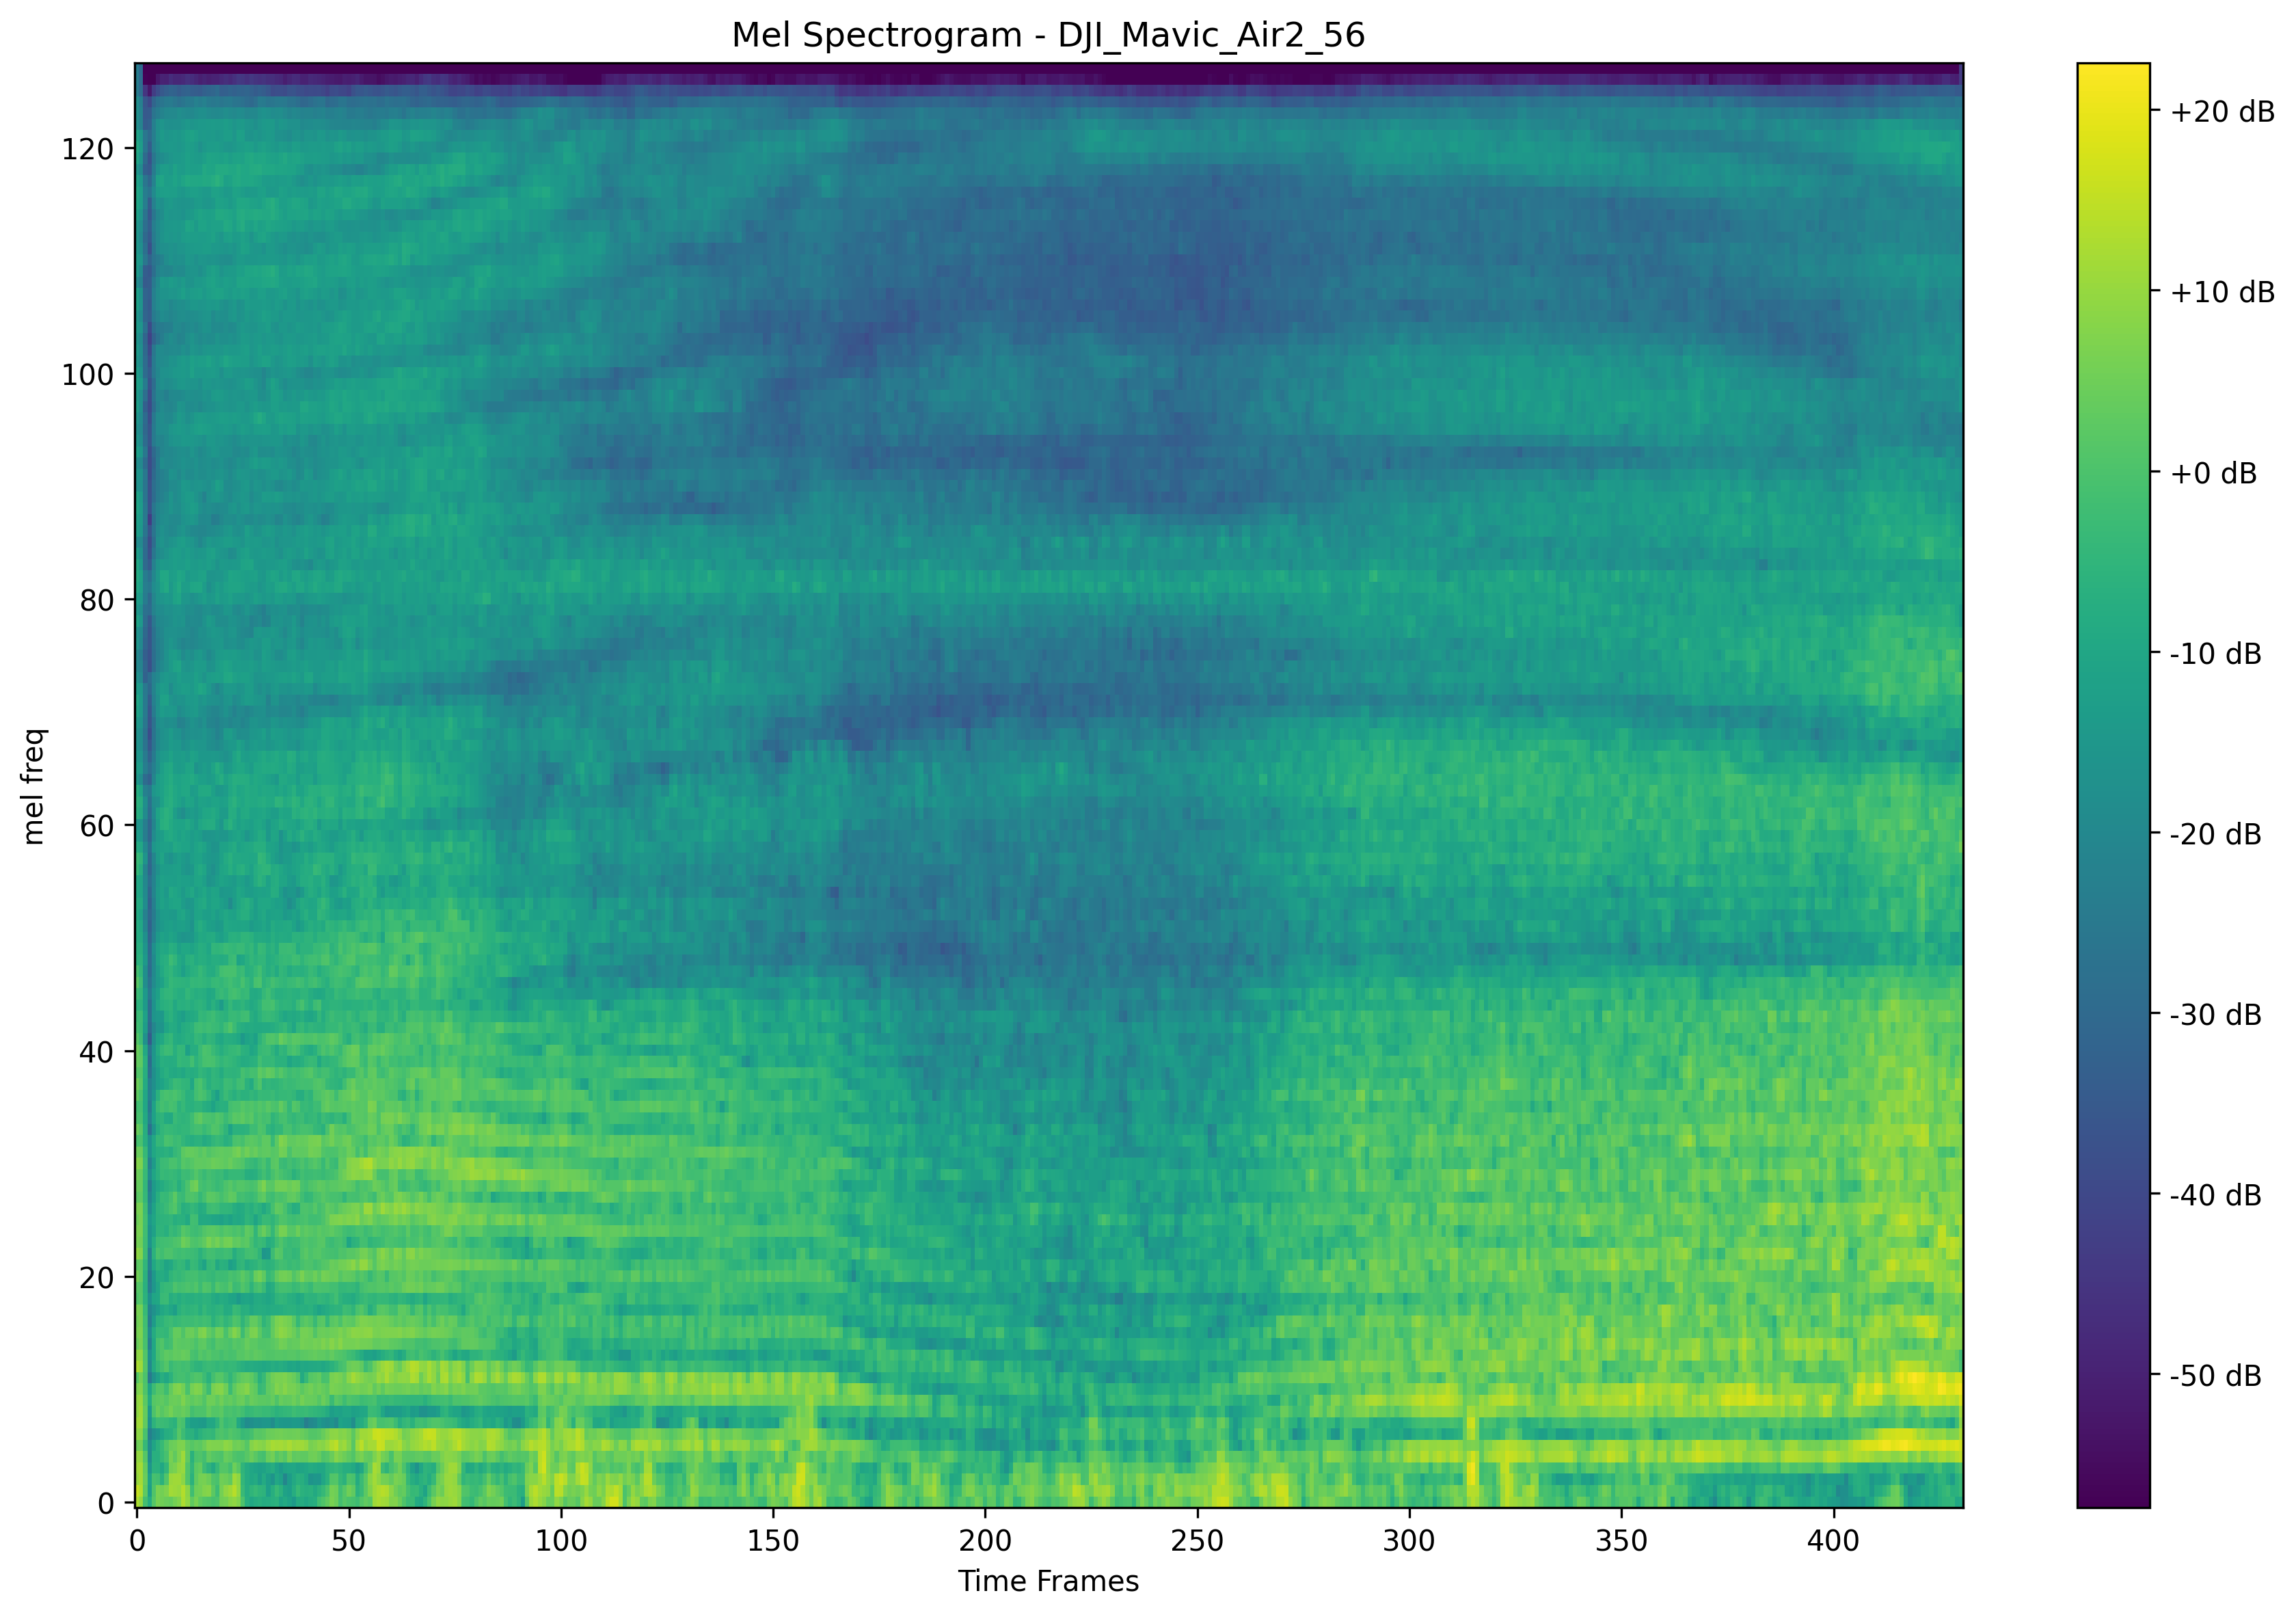 Mel Spectrogram - DJI_Mavic_Air2_56
mel freq
120
100
80
60
40
20
0
0 50 100 150 200 250 300 350 400
Time Frames
+20 dB
+10 dB
+0 dB
-10 dB
-20 dB
-30 dB
-40 dB
-50 dB